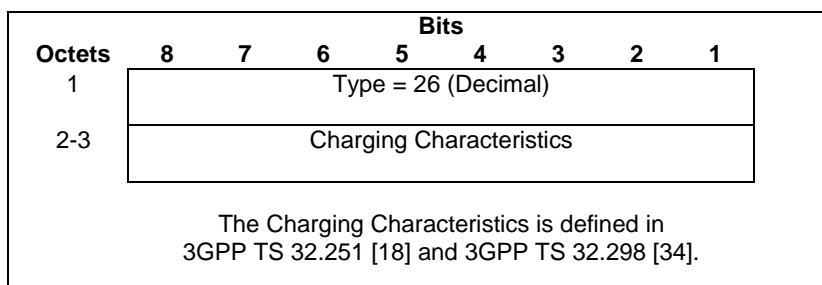 Bits
Octets 8 7 6 5 4 3 2 1
1 Type = 26 (Decimal)
2-3 Charging Characteristics
The Charging Characteristics is defined in
3GPP TS 32.251 [18] and 3GPP TS 32.298 [34].